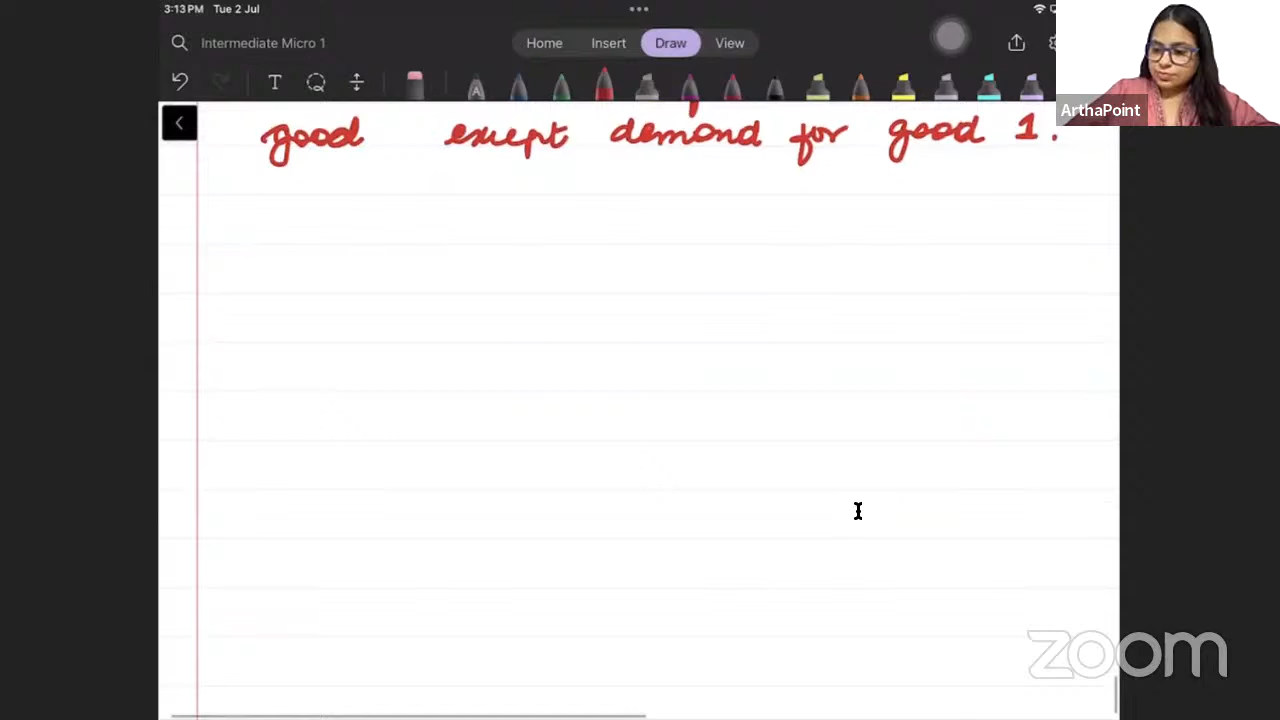 3:13 PM Tue 2 Jul
Intermediate Micro 1
Home Insert Draw View
T
A
ArthaPoint
good except demand for good 1.
zoom